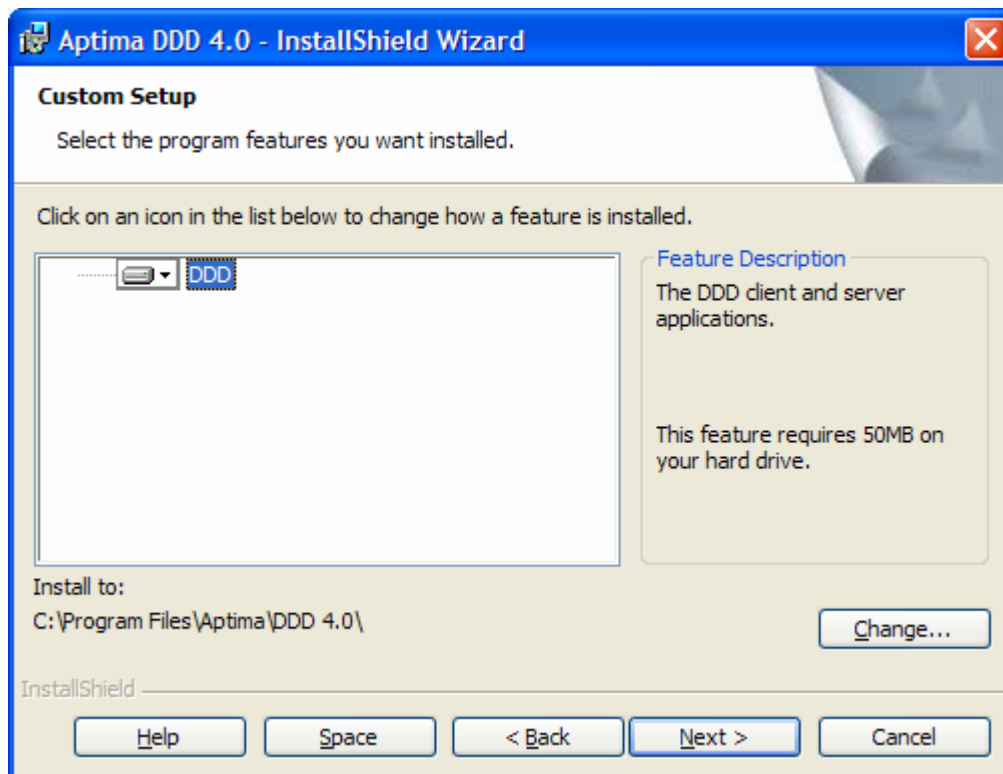 Aptima DDD 4.0 - InstallShield Wizard
Custom Setup
Select the program features you want installed.
Click on an icon in the list below to change how a feature is installed.
DDD
Feature Description
The DDD client and server
applications.
This feature requires 50MB on
your hard drive.
Install to:
C:\Program Files\Aptima\DDD 4.0\
Change...
InstallShield
Help
Space
< Back
Next >
Cancel